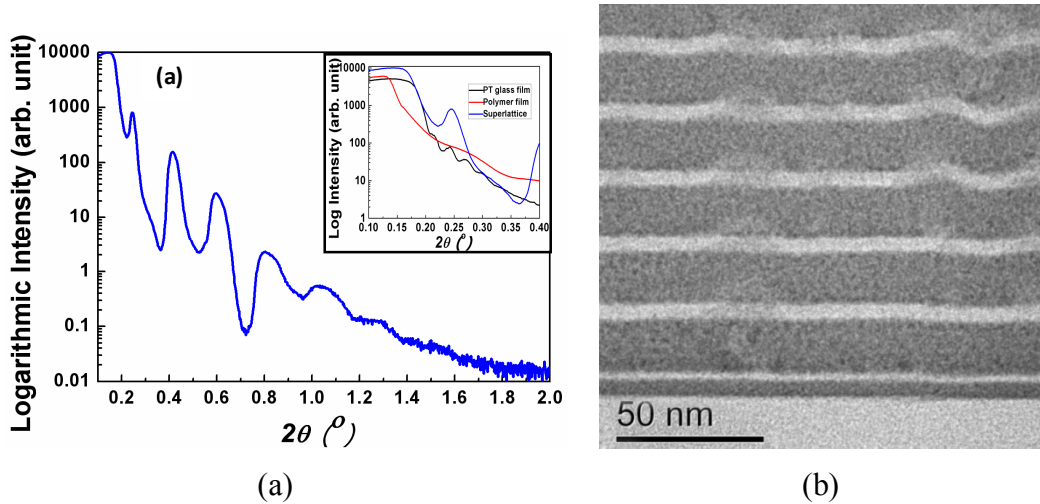 (a)
Logarithmic Intensity (arb. unit)
10000
1000
100
10
1
0.1
0.01
0.2 0.4 0.6 0.8 1.0 1.2 1.4 1.6 1.8 2.0
2θ (°)
Log Intensity (arb. unit)
10000
1000
100
10
1
PT glass film
Polymer film
Superlattice
0.10 0.15 0.20 0.25 0.30 0.35 0.40
2θ (°)
50 nm
(a)
(b)